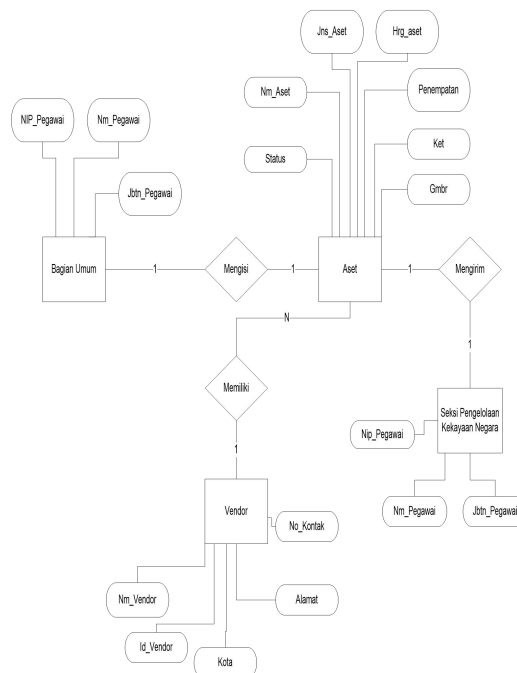 Jns_Aset
Hrg_aset
Nm_Aset
Penempatan
NIP_Pegawai
Nm_Pegawai
Ket
Status
Jbtn_Pegawai
Gmbr
Bagian Umum
1
Mengisi
1
Aset
1
Mengirim
N
1
Memiliki
Seksi Pengelolaan
Kekayaan Negara
Nip_Pegawai
1
Nm_Pegawai
Jbtn_Pegawai
Vendor
No_Kontak
Nm_Vendor
Alamat
Id_Vendor
Kota